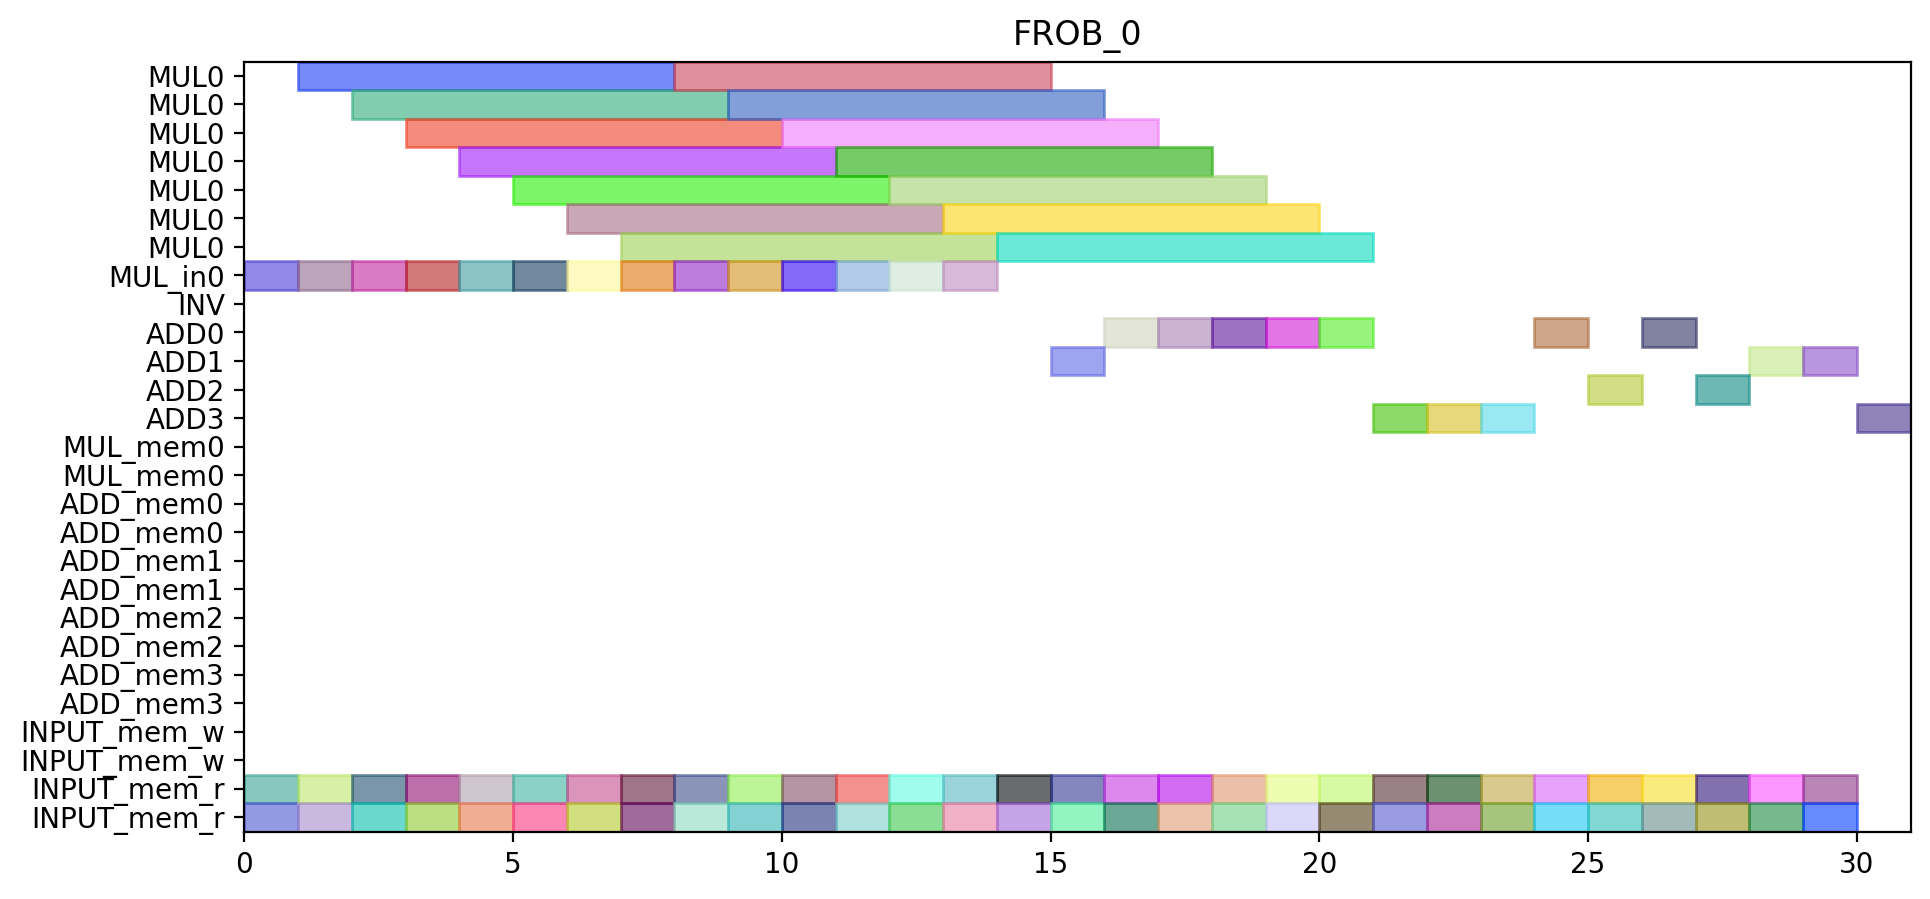 FROB_0
MUL0
MUL0
MUL0
MUL0
MUL0
MUL0
MUL0
MUL_in0
INV
ADD0
ADD1
ADD2
ADD3
MUL_mem0
MUL_mem0
ADD_mem0
ADD_mem0
ADD_mem1
ADD_mem1
ADD_mem2
ADD_mem2
ADD_mem3
ADD_mem3
INPUT_mem_w
INPUT_mem_w
INPUT_mem_r
INPUT_mem_r
0 5 10 15 20 25 30